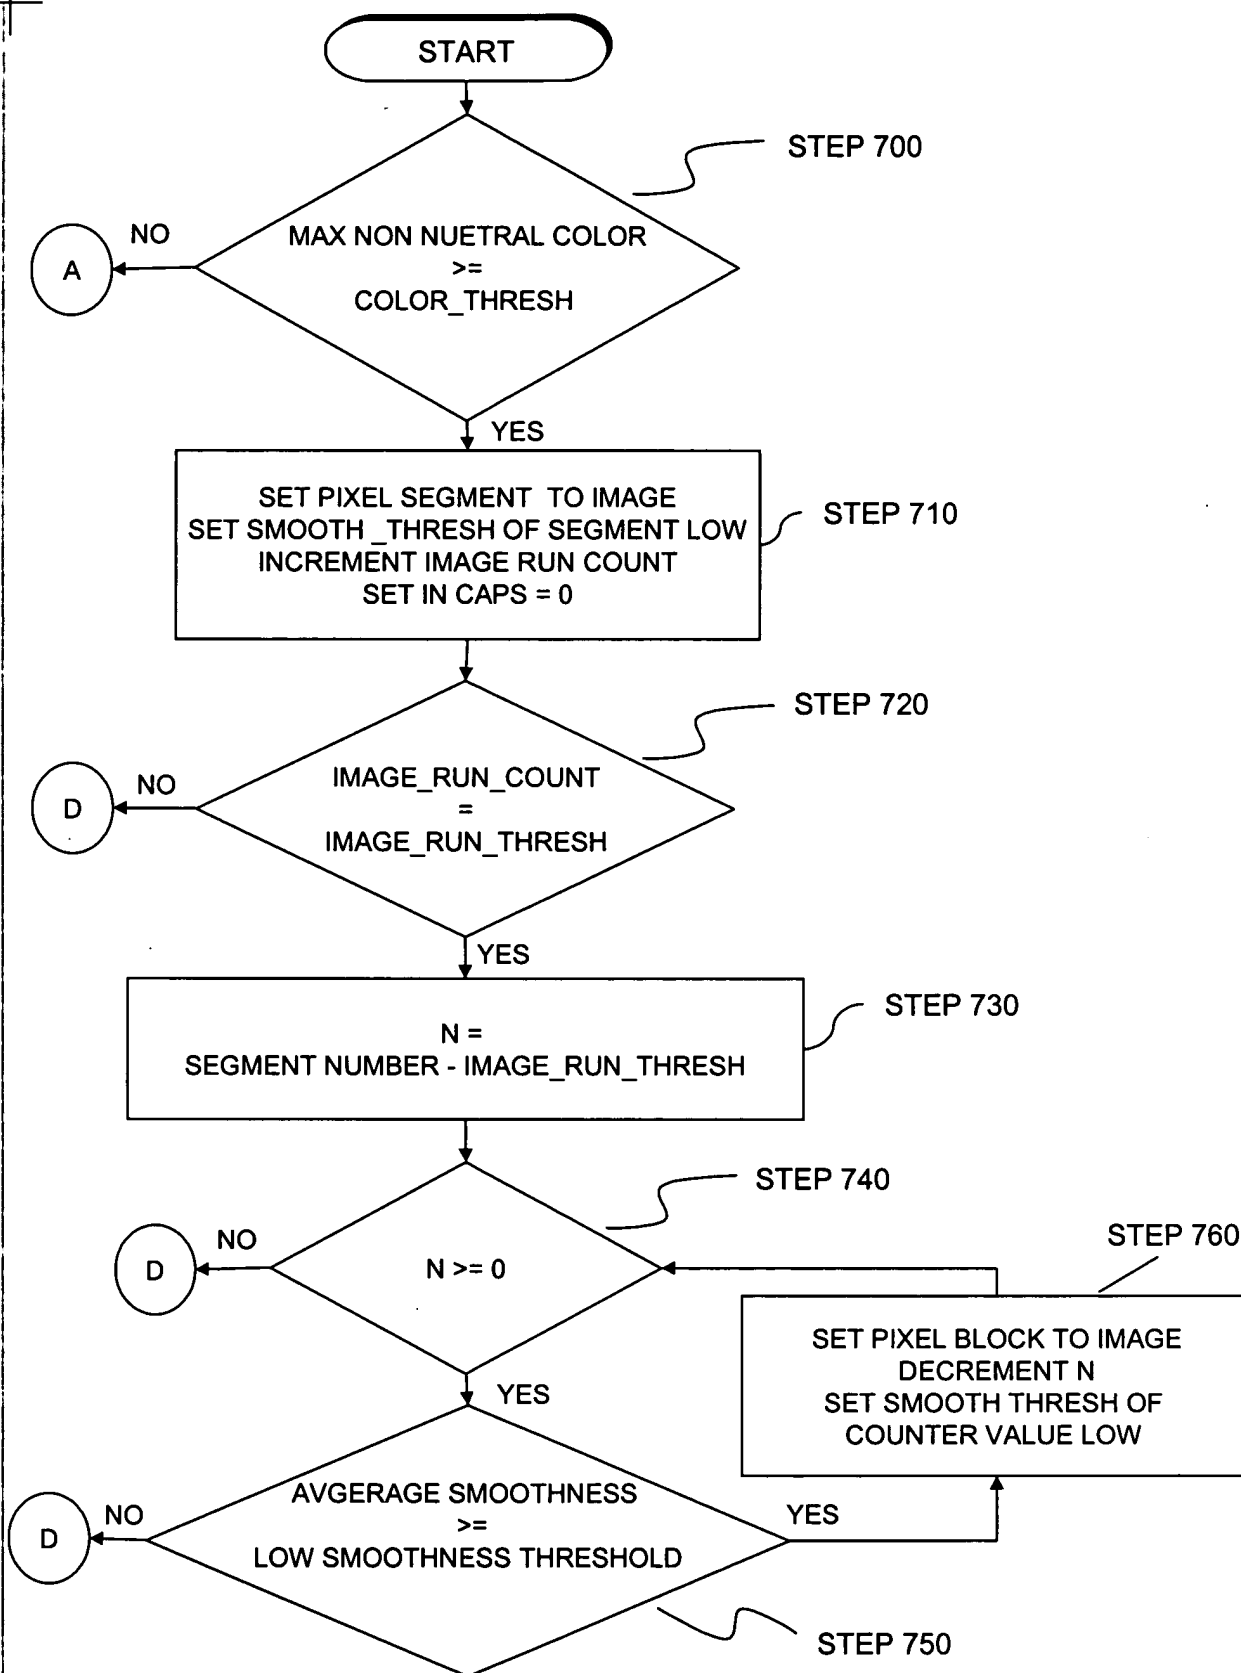 START
STEP 700
MAX NON NUETRAL COLOR
>=
COLOR_THRESH
NO
A
YES
SET PIXEL SEGMENT TO IMAGE
SET SMOOTH _THRESH OF SEGMENT LOW
INCREMENT IMAGE RUN COUNT
SET IN CAPS = 0
STEP 710
STEP 720
IMAGE_RUN_COUNT
=
IMAGE_RUN_THRESH
NO
D
YES
STEP 730
N =
SEGMENT NUMBER - IMAGE_RUN_THRESH
STEP 740
N >= 0
NO
D
YES
STEP 760
SET PIXEL BLOCK TO IMAGE
DECREMENT N
SET SMOOTH THRESH OF
COUNTER VALUE LOW
AVGERAGE SMOOTHNESS
>=
LOW SMOOTHNESS THRESHOLD
NO
D
YES
STEP 750